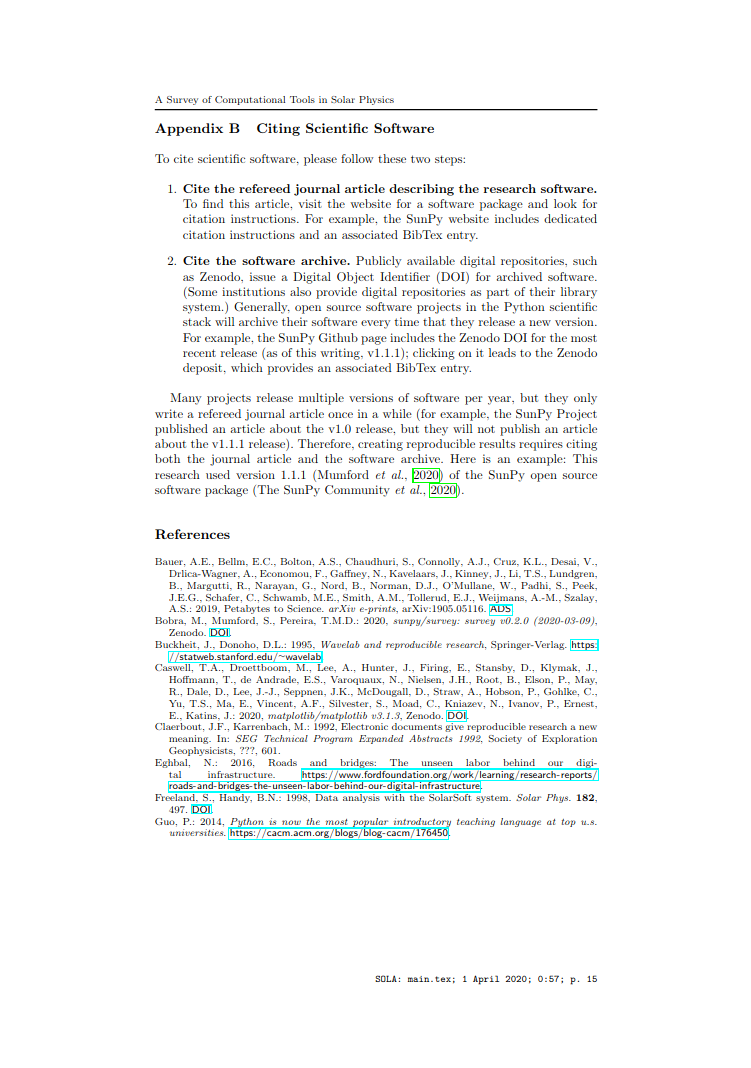 A Survey of Computational Tools in Solar Physics
Appendix B Citing Scientific Software
To cite scientific software, please follow these two steps:
1. Cite the refereed journal article describing the research software.
To find this article, visit the website for a software package and look for
citation instructions. For example, the SunPy website includes dedicated
citation instructions and an associated BibTex entry.
2. Cite the software archive. Publicly available digital repositories, such
as Zenodo, issue a Digital Object Identifier (DOI) for archived software.
(Some institutions also provide digital repositories as part of their library
system.) Generally, open source software projects in the Python scientific
stack will archive their software every time that they release a new version.
For example, the SunPy Github page includes the Zenodo DOI for the most
recent release (as of this writing, v1.1.1); clicking on it leads to the Zenodo
deposit, which provides an associated BibTex entry.
Many projects release multiple versions of software per year, but they only
write a refereed journal article once in a while (for example, the SunPy Project
published an article about the v1.0 release, but they will not publish an article
about the v1.1.1 release). Therefore, creating reproducible results requires citing
both the journal article and the software archive. Here is an example: This
research used version 1.1.1 (Mumford et al., 2020) of the SunPy open source
software package (The SunPy Community et al., 2020).
References
Bauer, A.E., Bellm, E.C., Bolton, A.S., Chaudhuri, S., Connolly, A.J., Cruz, K.L., Desai, V.,
Drlica-Wagner, A., Economou, F., Gaffney, N., Kavelaars, J., Kinney, J., Li, T.S., Lundgren,
B., Margutti, R., Narayan, G., Nord, B., Norman, D.J., O'Mullane, W., Padhi, S., Peek,
J.E.G., Schafer, C., Schwamb, M.E., Smith, A.M., Tollerud, E.J., Weijmans, A.-M., Szalay,
A.S.: 2019, Petabytes to Science. arXiv e-prints, arXiv:1905.05116. ADS.
Bobra, M., Mumford, S., Pereira, T.M.D.: 2020, sunpy/survey: survey v0.2.0 (2020-03-09),
Zenodo. DOI.
Buckheit, J., Donoho, D.L.: 1995, Wavelab and reproducible research, Springer-Verlag. https:
//statweb.stanford.edu/~wavelab.
Caswell, T.A., Droettboom, M., Lee, A., Hunter, J., Firing, E., Stansby, D., Klymak, J.,
Hoffmann, T., de Andrade, E.S., Varoquaux, N., Nielsen, J.H., Root, B., Elson, P., May,
R., Dale, D., Lee, J.-J., Seppnen, J.K., McDougall, D., Straw, A., Hobson, P., Gohlke, C.,
Yu, T.S., Ma, E., Vincent, A.F., Silvester, S., Moad, C., Kniazev, N., Ivanov, P., Ernest,
E., Katins, J.: 2020, matplotlib/matplotlib v3.1.3, Zenodo. DOI.
Claerbout, J.F., Karrenbach, M.: 1992, Electronic documents give reproducible research a new
meaning. In: SEG Technical Program Expanded Abstracts 1992, Society of Exploration
Geophysicists, ???, 601.
Eghbal, N.: 2016, Roads and bridges: The unseen labor behind our digi-
tal infrastructure. https://www.fordfoundation.org/work/learning/research-reports/
roads-and-bridges-the-unseen-labor-behind-our-digital-infrastructure.
Freeland, S., Handy, B.N.: 1998, Data analysis with the SolarSoft system. Solar Phys. 182,
497. DOI.
Guo, P.: 2014, Python is now the most popular introductory teaching language at top u.s.
universities. https://cacm.acm.org/blogs/blog-cacm/176450.
SOLA: main.tex; 1 April 2020; 0:57; p. 15